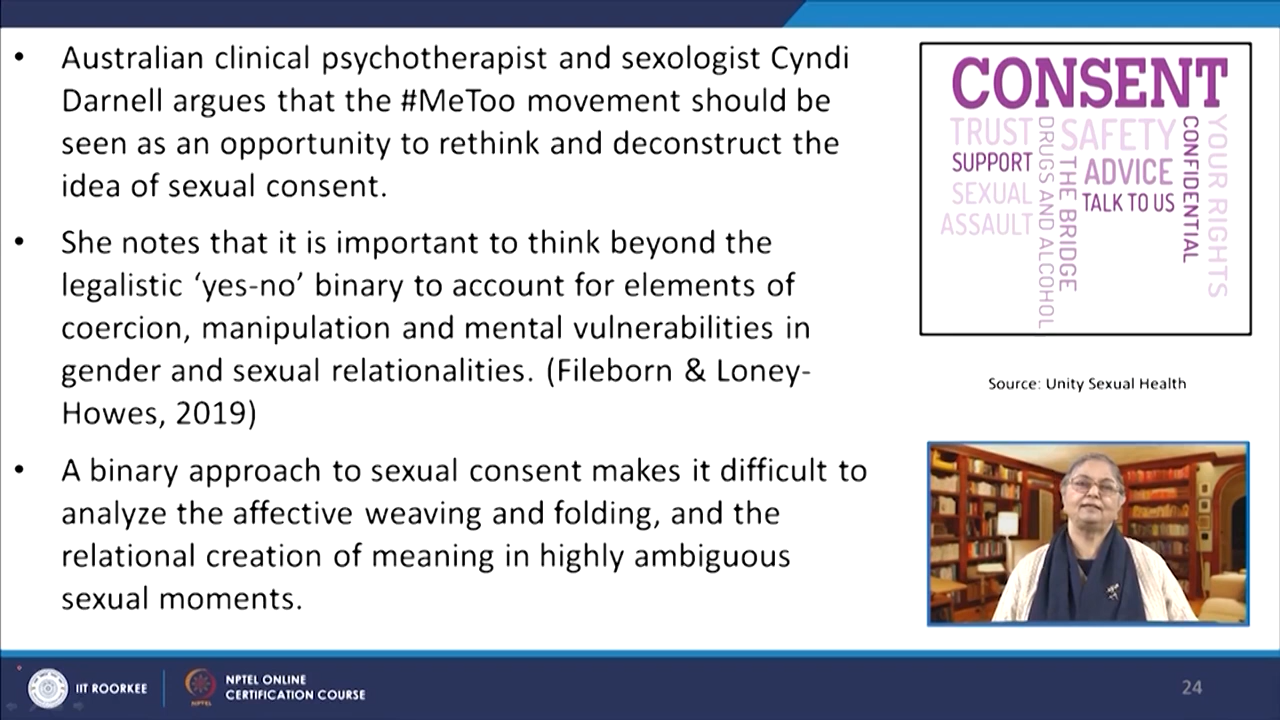 • Australian clinical psychotherapist and sexologist Cyndi
Darnell argues that the #MeToo movement should be
seen as an opportunity to rethink and deconstruct the
idea of sexual consent.
• She notes that it is important to think beyond the
legalistic ‘yes-no’ binary to account for elements of
coercion, manipulation and mental vulnerabilities in
gender and sexual relationalities. (Fileborn & Loney-
Howes, 2019)
• A binary approach to sexual consent makes it difficult to
analyze the affective weaving and folding, and the
relational creation of meaning in highly ambiguous
sexual moments.
CONSENT
TRUST
SUPPORT
SEXUAL
ASSAULT
DRUGS AND ALCOHOL
THE BRIDGE
SAFETY
ADVICE
TALK TO US
CONFIDENTIAL
YOUR RIGHTS
Source: Unity Sexual Health
IIT ROORKEE
NPTEL
NPTEL ONLINE
CERTIFICATION COURSE
24